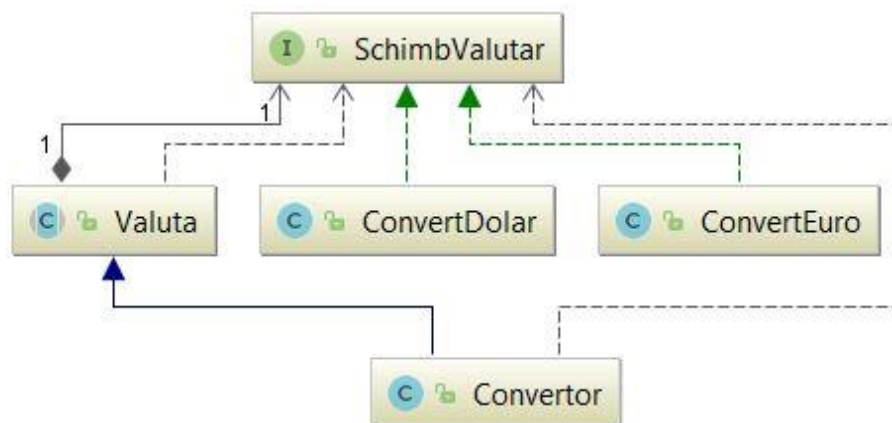 I SchimbValutar
1
1
C Valuta
C ConvertDolar
C ConvertEuro
C Convertor